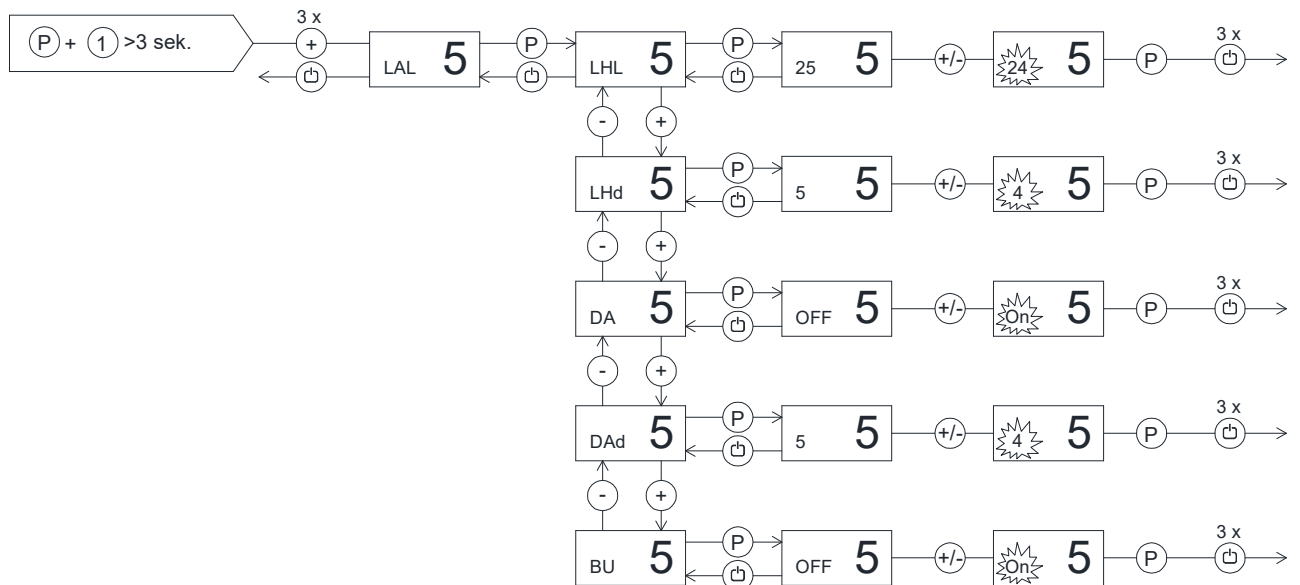 3 x
P + 1 >3 sek. +
LAL 5 P LHL 5 P 25 5 +/- 24 5 P 3 x
- +
LHd 5 P 5 5 +/- 4 5 P 3 x
- +
DA 5 P OFF 5 +/- On 5 P 3 x
- +
DAd 5 P 5 5 +/- 4 5 P 3 x
- +
BU 5 P OFF 5 +/- On 5 P 3 x